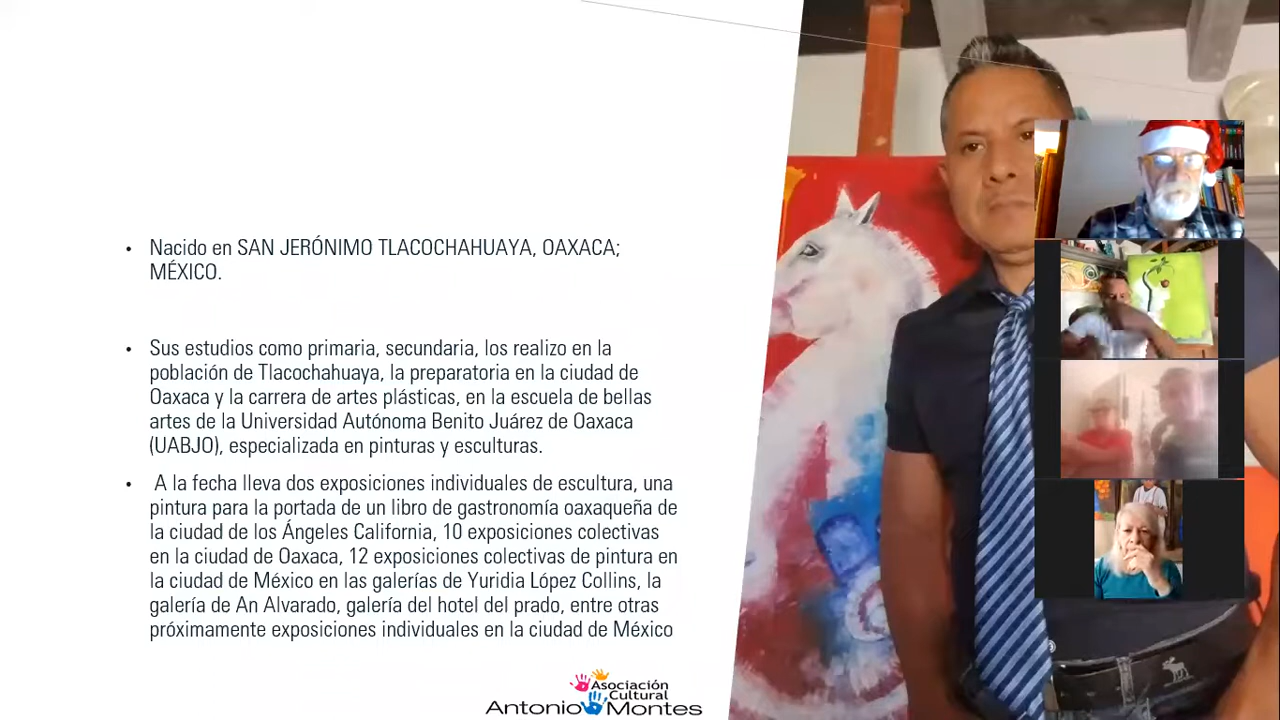 • Nacido en SAN JERÓNIMO TLACOCHAHUAYA, OAXACA;
MÉXICO.
• Sus estudios como primaria, secundaria, los realizo en la
población de Tlacochahuaya, la preparatoria en la ciudad de
Oaxaca y la carrera de artes plásticas, en la escuela de bellas
artes de la Universidad Autónoma Benito Juárez de Oaxaca
(UABJO), especializada en pinturas y esculturas.
• A la fecha lleva dos exposiciones individuales de escultura, una
pintura para la portada de un libro de gastronomía oaxaqueña de
la ciudad de los Ángeles California, 10 exposiciones colectivas
en la ciudad de Oaxaca, 12 exposiciones colectivas de pintura en
la ciudad de México en las galerías de Yuridia López Collins, la
galería de An Alvarado, galería del hotel del prado, entre otras
próximamente exposiciones individuales en la ciudad de México
Asociación
Cultural
Antonio Montes